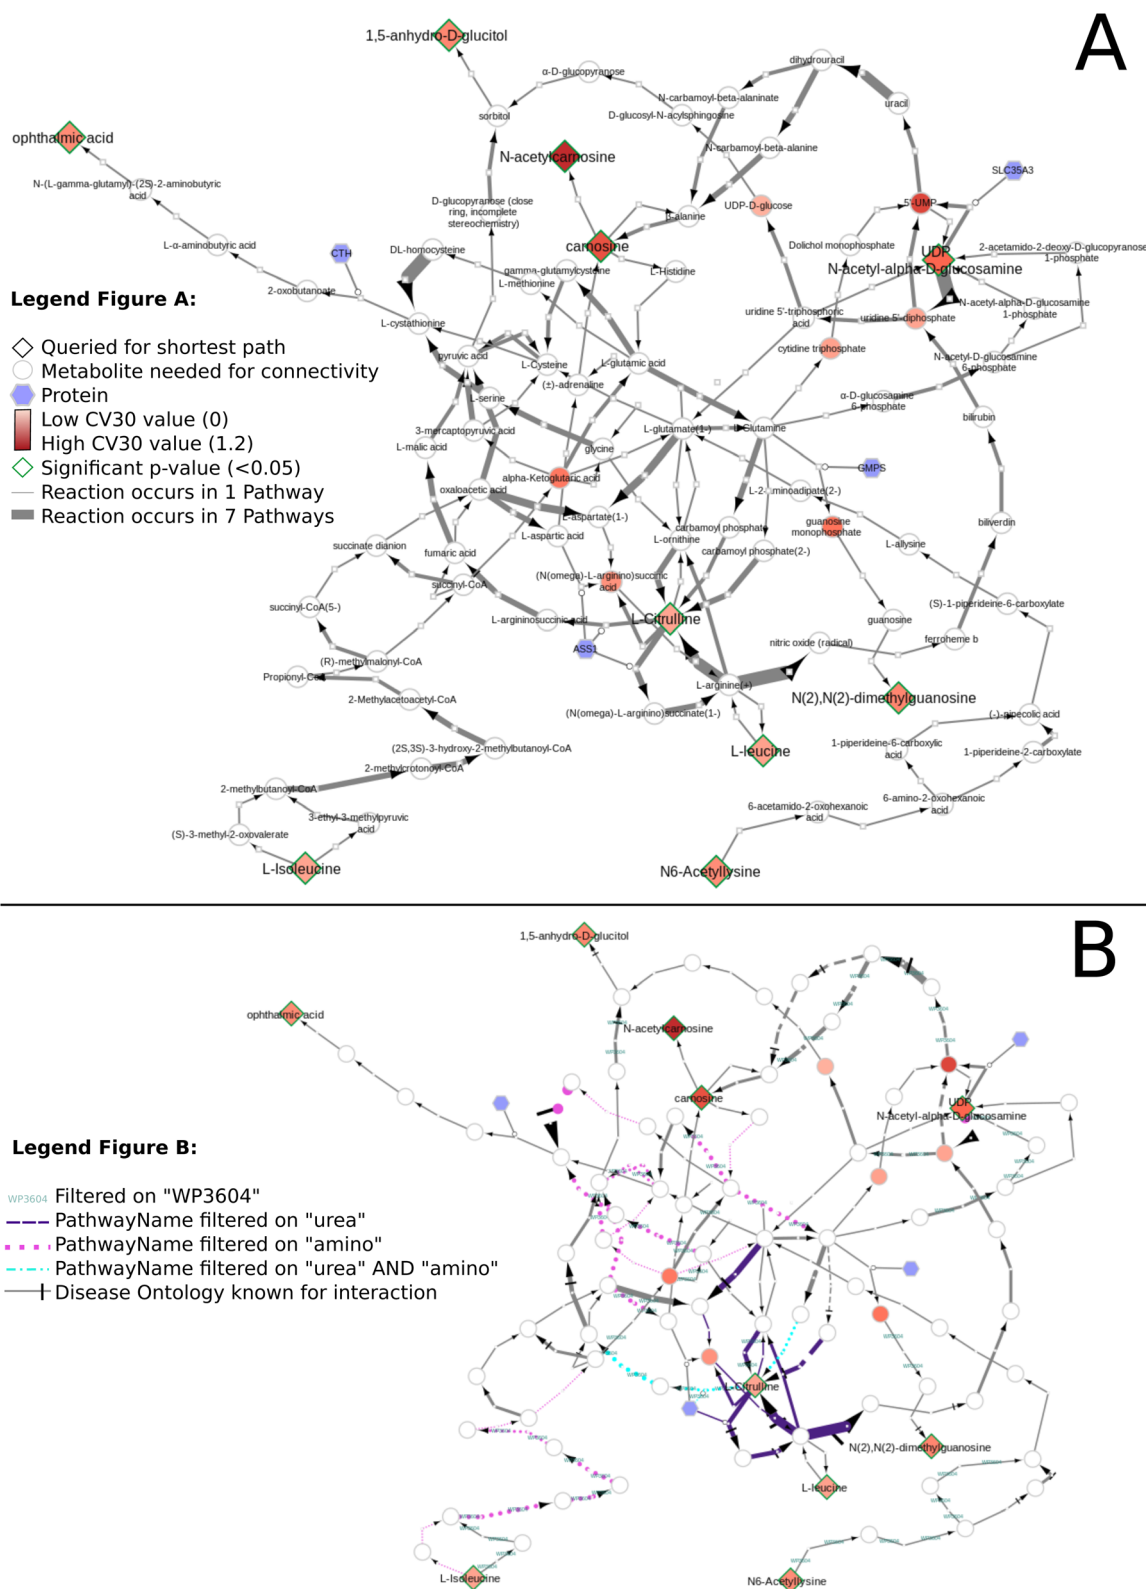 A
1,5-anhydro-D-glucitol
α-D-glucopyranose
dihydrouracil
N-carbamoyl-beta-alaninate
uracil
sorbitol
D-glucosyl-N-acylsphingosine
ophthalmic acid
N-acetylcarnosine
N-carbamoyl-beta-alanine
SLC35A3
N-(L-gamma-glutamyl)-(2S)-2-aminobutyric
acid
D-glucopyranose (close
ring, incomplete
stereochemistry)
UDP-D-glucose
5'-UMP
β-alanine
L-α-aminobutyric acid
CTH
DL-homocysteine
carnosine
Dolichol monophosphate
UDP
N-acetyl-alpha-D-glucosamine
2-acetamido-2-deoxy-D-glucopyranose
1-phosphate
gamma-glutamylcysteine
L-methionine
L-Histidine
Legend Figure A:
2-oxobutanoate
L-cystathionine
uridine 5'-triphosphoric
acid
uridine 5'-diphosphate
N-acetyl-alpha-D-glucosamine
1-phosphate
Queried for shortest path
Metabolite needed for connectivity
Protein
Low CV30 value (0)
High CV30 value (1.2)
Significant p-value (<0.05)
Reaction occurs in 1 Pathway
Reaction occurs in 7 Pathways
pyruvic acid
L-Cysteine
L-glutamic acid
cytidine triphosphate
N-acetyl-D-glucosamine
6-phosphate
(±)-adrenaline
L-serine
α-D-glucosamine
6-phosphate
bilirubin
3-mercaptopyruvic acid
L-glutamate(1-)
L-Glutamine
L-malic acid
glycine
alpha-Ketoglutaric acid
GMPS
oxaloacetic acid
L-2-aminoadipate(2-)
L-aspartate(1-)
L-aspartic acid
carbamoyl phosphate
guanosine
monophosphate
biliverdin
L-ornithine
carbamoyl phosphate(2-)
L-allysine
succinate dianion
fumaric acid
succinyl-CoA
(N(omega)-L-arginino)succinic
acid
succinyl-CoA(5-)
(S)-1-piperideine-6-carboxylate
L-argininosuccinic acid
L-Citrulline
guanosine
ASS1
nitric oxide (radical)
ferroheme b
(R)-methylmalonyl-CoA
Propionyl-CoA
L-arginine(+)
N(2),N(2)-dimethylguanosine
2-Methylacetoacetyl-CoA
(N(omega)-L-arginino)succinate(1-)
(-)-pipecolic acid
L-leucine
(2S,3S)-3-hydroxy-2-methylbutanoyl-CoA
2-methylcrotonoyl-CoA
1-piperideine-6-carboxylic
acid
1-piperideine-2-carboxylate
2-methylbutanoyl-CoA
6-acetamido-2-oxohexanoic
acid
6-amino-2-oxohexanoic
acid
3-ethyl-3-methylpyruvic
acid
(S)-3-methyl-2-oxovalerate
L-Isoleucine
N6-Acetyllysine
B
1,5-anhydro-D-glucitol
ophthalmic acid
N-acetylcarnosine
carnosine
UDP
N-acetyl-alpha-D-glucosamine
Legend Figure B:
WP3604 Filtered on "WP3604"
PathwayName filtered on "urea"
PathwayName filtered on "amino"
PathwayName filtered on "urea" AND "amino"
Disease Ontology known for interaction
L-Citrulline
N(2),N(2)-dimethylguanosine
L-leucine
L-Isoleucine
N6-Acetyllysine